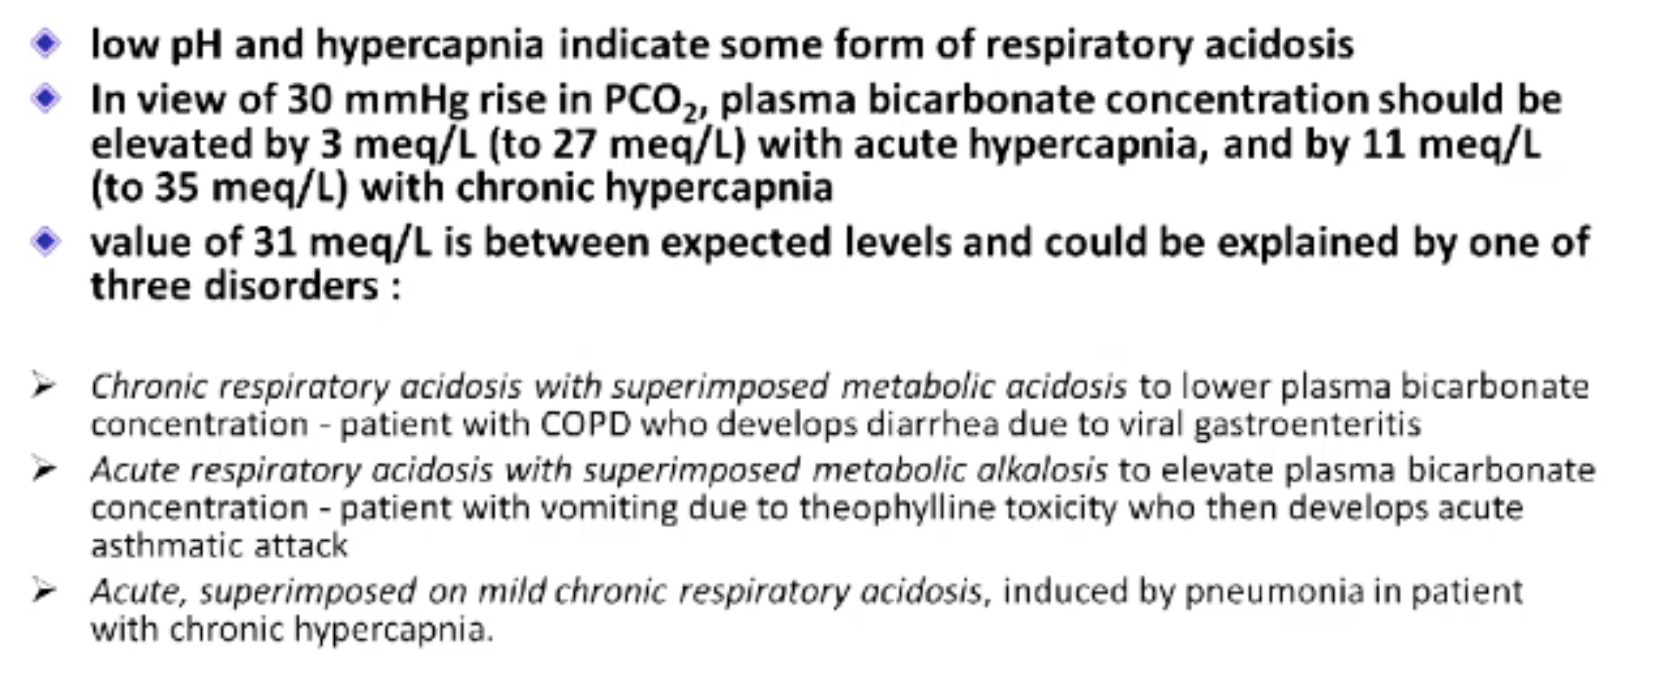 low pH and hypercapnia indicate some form of respiratory acidosis
In view of 30 mmHg rise in PCO₂, plasma bicarbonate concentration should be
elevated by 3 meq/L (to 27 meq/L) with acute hypercapnia, and by 11 meq/L
(to 35 meq/L) with chronic hypercapnia
value of 31 meq/L is between expected levels and could be explained by one of
three disorders :
Chronic respiratory acidosis with superimposed metabolic acidosis to lower plasma bicarbonate
concentration - patient with COPD who develops diarrhea due to viral gastroenteritis
Acute respiratory acidosis with superimposed metabolic alkalosis to elevate plasma bicarbonate
concentration - patient with vomiting due to theophylline toxicity who then develops acute
asthmatic attack
Acute, superimposed on mild chronic respiratory acidosis, induced by pneumonia in patient
with chronic hypercapnia.